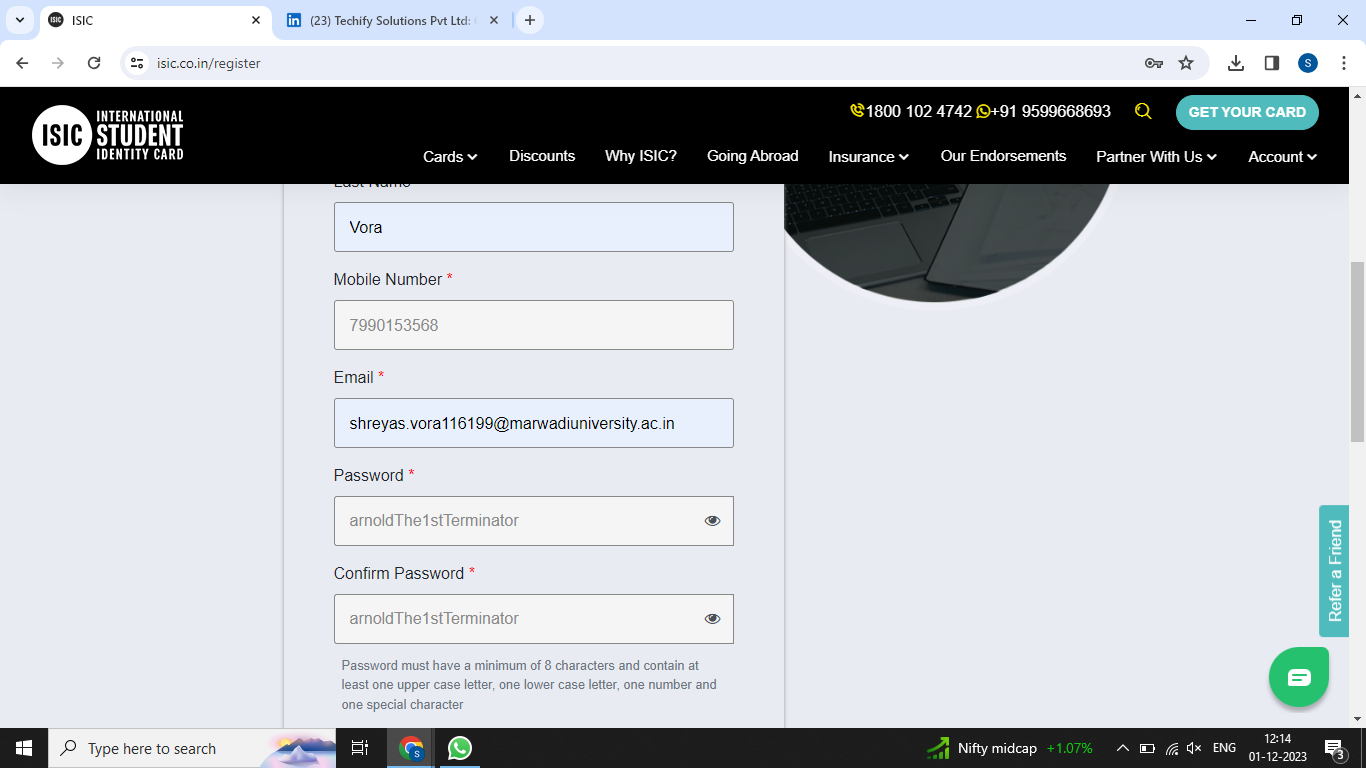 ISIC
(23) Techify Solutions Pvt Ltd:
isic.co.in/register
S
1800 102 4742 +91 9599668693
GET YOUR CARD
ISIC
INTERNATIONAL
STUDENT
IDENTITY CARD
Cards Discounts Why ISIC? Going Abroad Insurance Our Endorsements Partner With Us Account
Last Name
Vora
Mobile Number *
7990153568
Email *
shreyas.vora116199@marwadiuniversity.ac.in
Password *
arnoldThe1stTerminator
Confirm Password *
arnoldThe1stTerminator
Password must have a minimum of 8 characters and contain at
least one upper case letter, one lower case letter, one number and
one special character
Refer a Friend
Type here to search
S
Nifty midcap +1.07%
ENG
12:14
01-12-2023
3